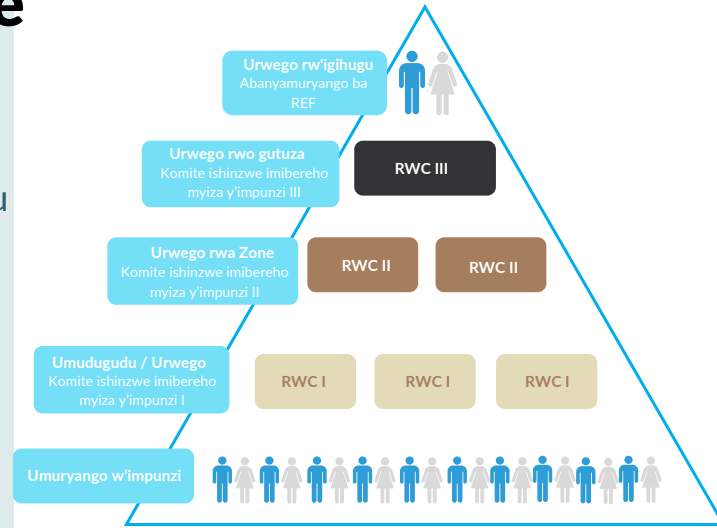 e
u
Urwego rw'igihugu
Abanyamuryango ba
REF
Urwego rwo gutuza
Komite ishinzwe imibereho
myiza y'impunzi III
RWC III
Urwego rwa Zone
Komite ishinzwe imibereho
myiza y'impunzi II
RWC II
RWC II
Umudugudu / Urwego
Komite ishinzwe imibereho
myiza y'impunzi I
RWC I
RWC I
RWC I
Umuryango w'impunzi